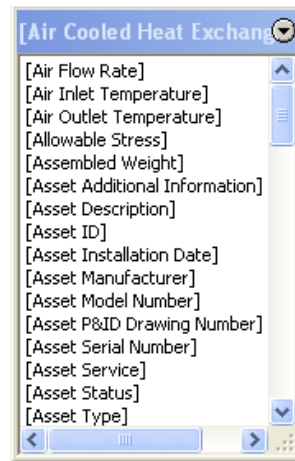 [Air Cooled Heat Exchang
[Air Flow Rate]
[Air Inlet Temperature]
[Air Outlet Temperature]
[Allowable Stress]
[Assembled Weight]
[Asset Additional Information]
[Asset Description]
[Asset ID]
[Asset Installation Date]
[Asset Manufacturer]
[Asset Model Number]
[Asset P&ID Drawing Number]
[Asset Serial Number]
[Asset Service]
[Asset Status]
[Asset Type]